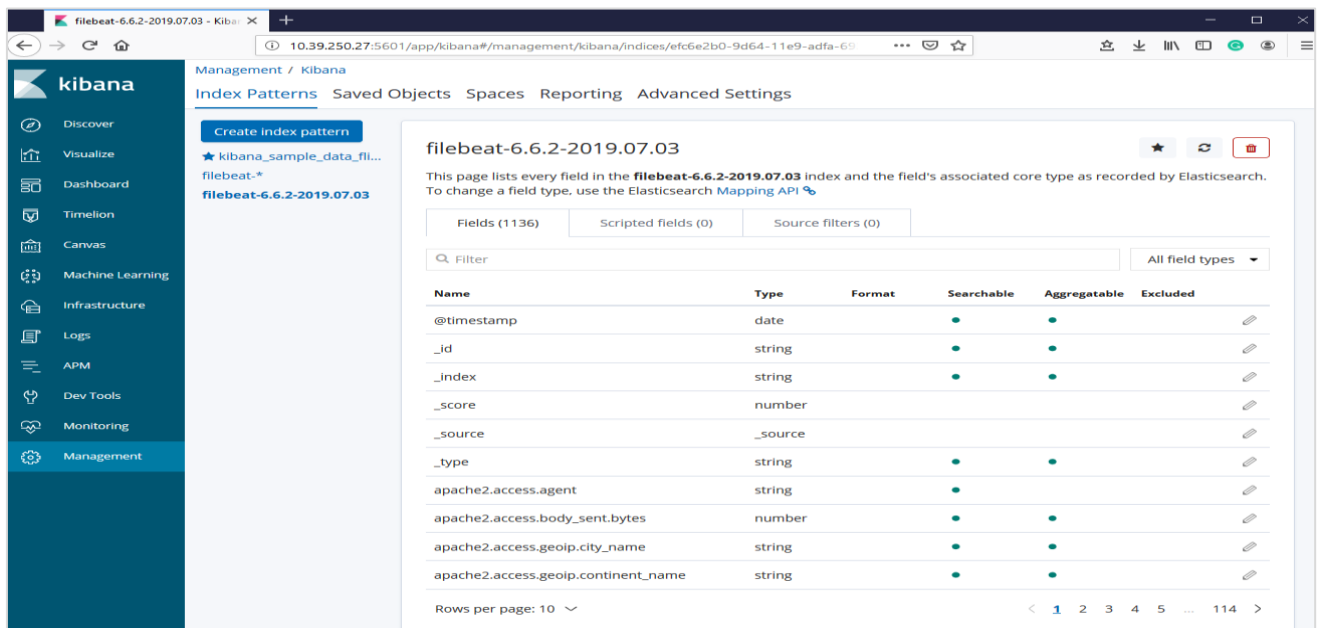 filebeat-6.6.2-2019.07.03 - Kiba
10.39.250.27:5601/app/kibana#/management/kibana/indices/efc6e2b0-9d64-11e9-adfa-69
kibana
Discover
Visualize
Dashboard
Timelion
Canvas
Machine Learning
Infrastructure
Logs
APM
Dev Tools
Monitoring
Management
Management / Kibana
Index Patterns Saved Objects Spaces Reporting Advanced Settings
Create index pattern
kibana_sample_data_fli...
filebeat-*
filebeat-6.6.2-2019.07.03
filebeat-6.6.2-2019.07.03
This page lists every field in the filebeat-6.6.2-2019.07.03 index and the field's associated core type as recorded by Elasticsearch.
To change a field type, use the Elasticsearch Mapping API
Fields (1136) Scripted fields (0) Source filters (0)
Filter All field types
Name Type Format Searchable Aggregatable Excluded
@timestamp date
_id string
_index string
_score number
_source _source
_type string
apache2.access.agent string
apache2.access.body_sent.bytes number
apache2.access.geoip.city_name string
apache2.access.geoip.continent_name string
Rows per page: 10 < 1 2 3 4 5 ... 114 >